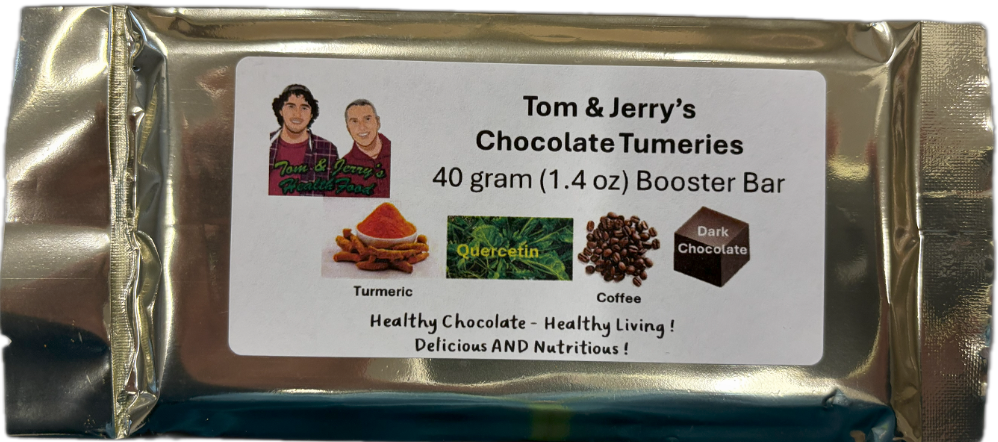 Tom & Jerry's
Chocolate Tumeries
40 gram (1.4 oz) Booster Bar
Tom & Jerry's
Health Food
Quercetin
Dark
Chocolate
Turmeric
Coffee
Healthy Chocolate - Healthy Living !
Delicious AND Nutritious !